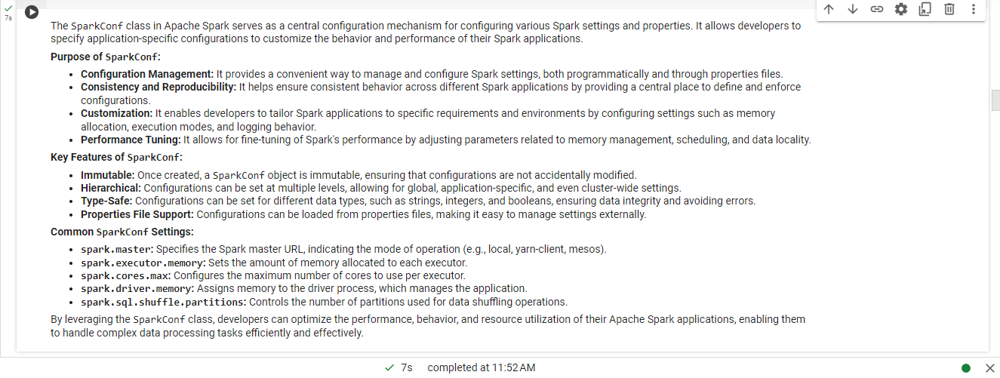 7s
The SparkConf class in Apache Spark serves as a central configuration mechanism for configuring various Spark settings and properties. It allows developers to
specify application-specific configurations to customize the behavior and performance of their Spark applications.
Purpose of SparkConf:
• Configuration Management: It provides a convenient way to manage and configure Spark settings, both programmatically and through properties files.
• Consistency and Reproducibility: It helps ensure consistent behavior across different Spark applications by providing a central place to define and enforce
configurations.
• Customization: It enables developers to tailor Spark applications to specific requirements and environments by configuring settings such as memory
allocation, execution modes, and logging behavior.
• Performance Tuning: It allows for fine-tuning of Spark's performance by adjusting parameters related to memory management, scheduling, and data locality.
Key Features of SparkConf:
• Immutable: Once created, a SparkConf object is immutable, ensuring that configurations are not accidentally modified.
• Hierarchical: Configurations can be set at multiple levels, allowing for global, application-specific, and even cluster-wide settings.
• Type-Safe: Configurations can be set for different data types, such as strings, integers, and booleans, ensuring data integrity and avoiding errors.
• Properties File Support: Configurations can be loaded from properties files, making it easy to manage settings externally.
Common SparkConf Settings:
• spark.master: Specifies the Spark master URL, indicating the mode of operation (e.g., local, yarn-client, mesos).
• spark.executor.memory: Sets the amount of memory allocated to each executor.
• spark.cores.max: Configures the maximum number of cores to use per executor.
• spark.driver.memory: Assigns memory to the driver process, which manages the application.
• spark.sql.shuffle.partitions: Controls the number of partitions used for data shuffling operations.
By leveraging the SparkConf class, developers can optimize the performance, behavior, and resource utilization of their Apache Spark applications, enabling them
to handle complex data processing tasks efficiently and effectively.
7s completed at 11:52 AM